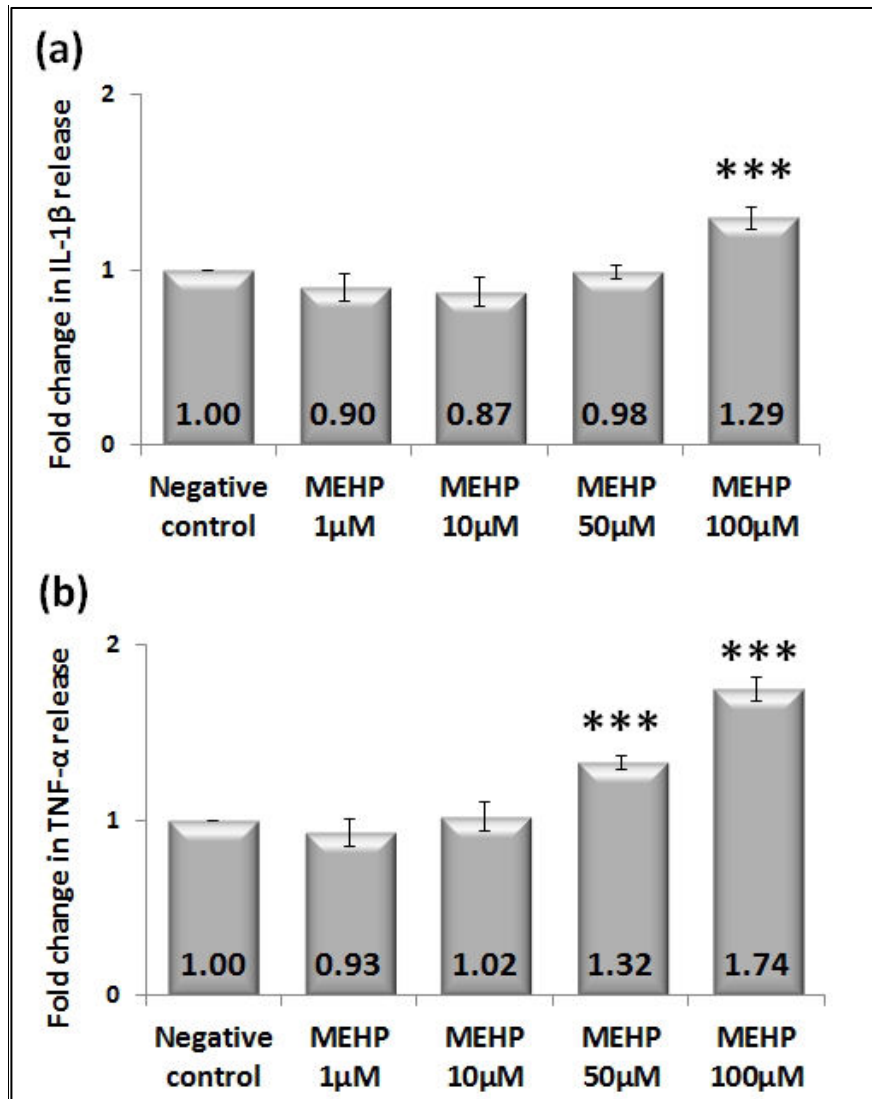 (a)
Fold change in IL-1β release
2
1
0
***
1.00 0.90 0.87 0.98 1.29
Negative control
MEHP 1µM
MEHP 10µM
MEHP 50µM
MEHP 100µM
(b)
Fold change in TNF-α release
2
1
0
***
***
1.00 0.93 1.02 1.32 1.74
Negative control
MEHP 1µM
MEHP 10µM
MEHP 50µM
MEHP 100µM